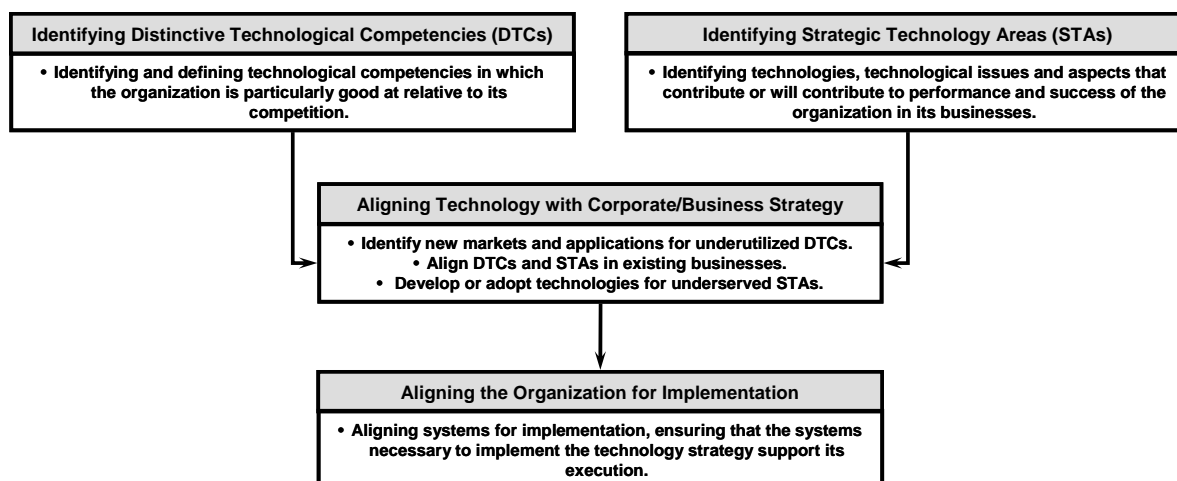 Identifying Distinctive Technological Competencies (DTCs)
• Identifying and defining technological competencies in which
the organization is particularly good at relative to its
competition.
Identifying Strategic Technology Areas (STAs)
• Identifying technologies, technological issues and aspects that
contribute or will contribute to performance and success of the
organization in its businesses.
Aligning Technology with Corporate/Business Strategy
• Identify new markets and applications for underutilized DTCs.
• Align DTCs and STAs in existing businesses.
• Develop or adopt technologies for underserved STAs.
Aligning the Organization for Implementation
• Aligning systems for implementation, ensuring that the systems
necessary to implement the technology strategy support its
execution.